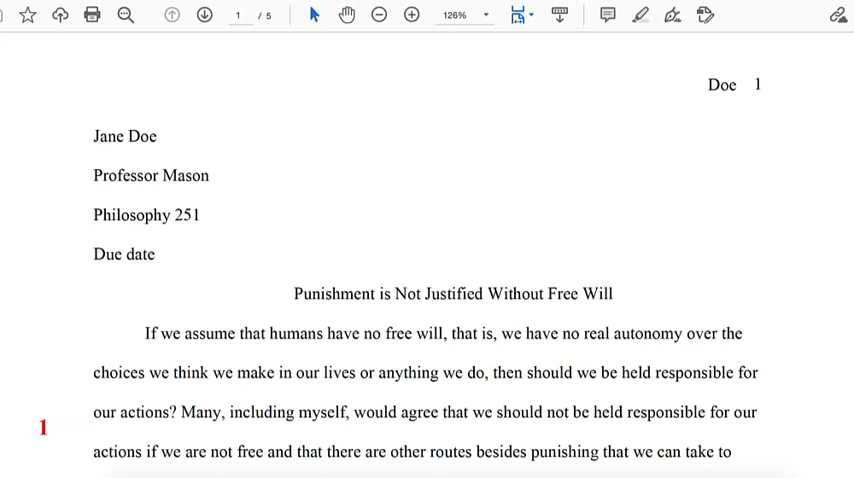 1 / 5 126%
Doe 1
Jane Doe
Professor Mason
Philosophy 251
Due date
Punishment is Not Justified Without Free Will
If we assume that humans have no free will, that is, we have no real autonomy over the
choices we think we make in our lives or anything we do, then should we be held responsible for
our actions? Many, including myself, would agree that we should not be held responsible for our
1
actions if we are not free and that there are other routes besides punishing that we can take to